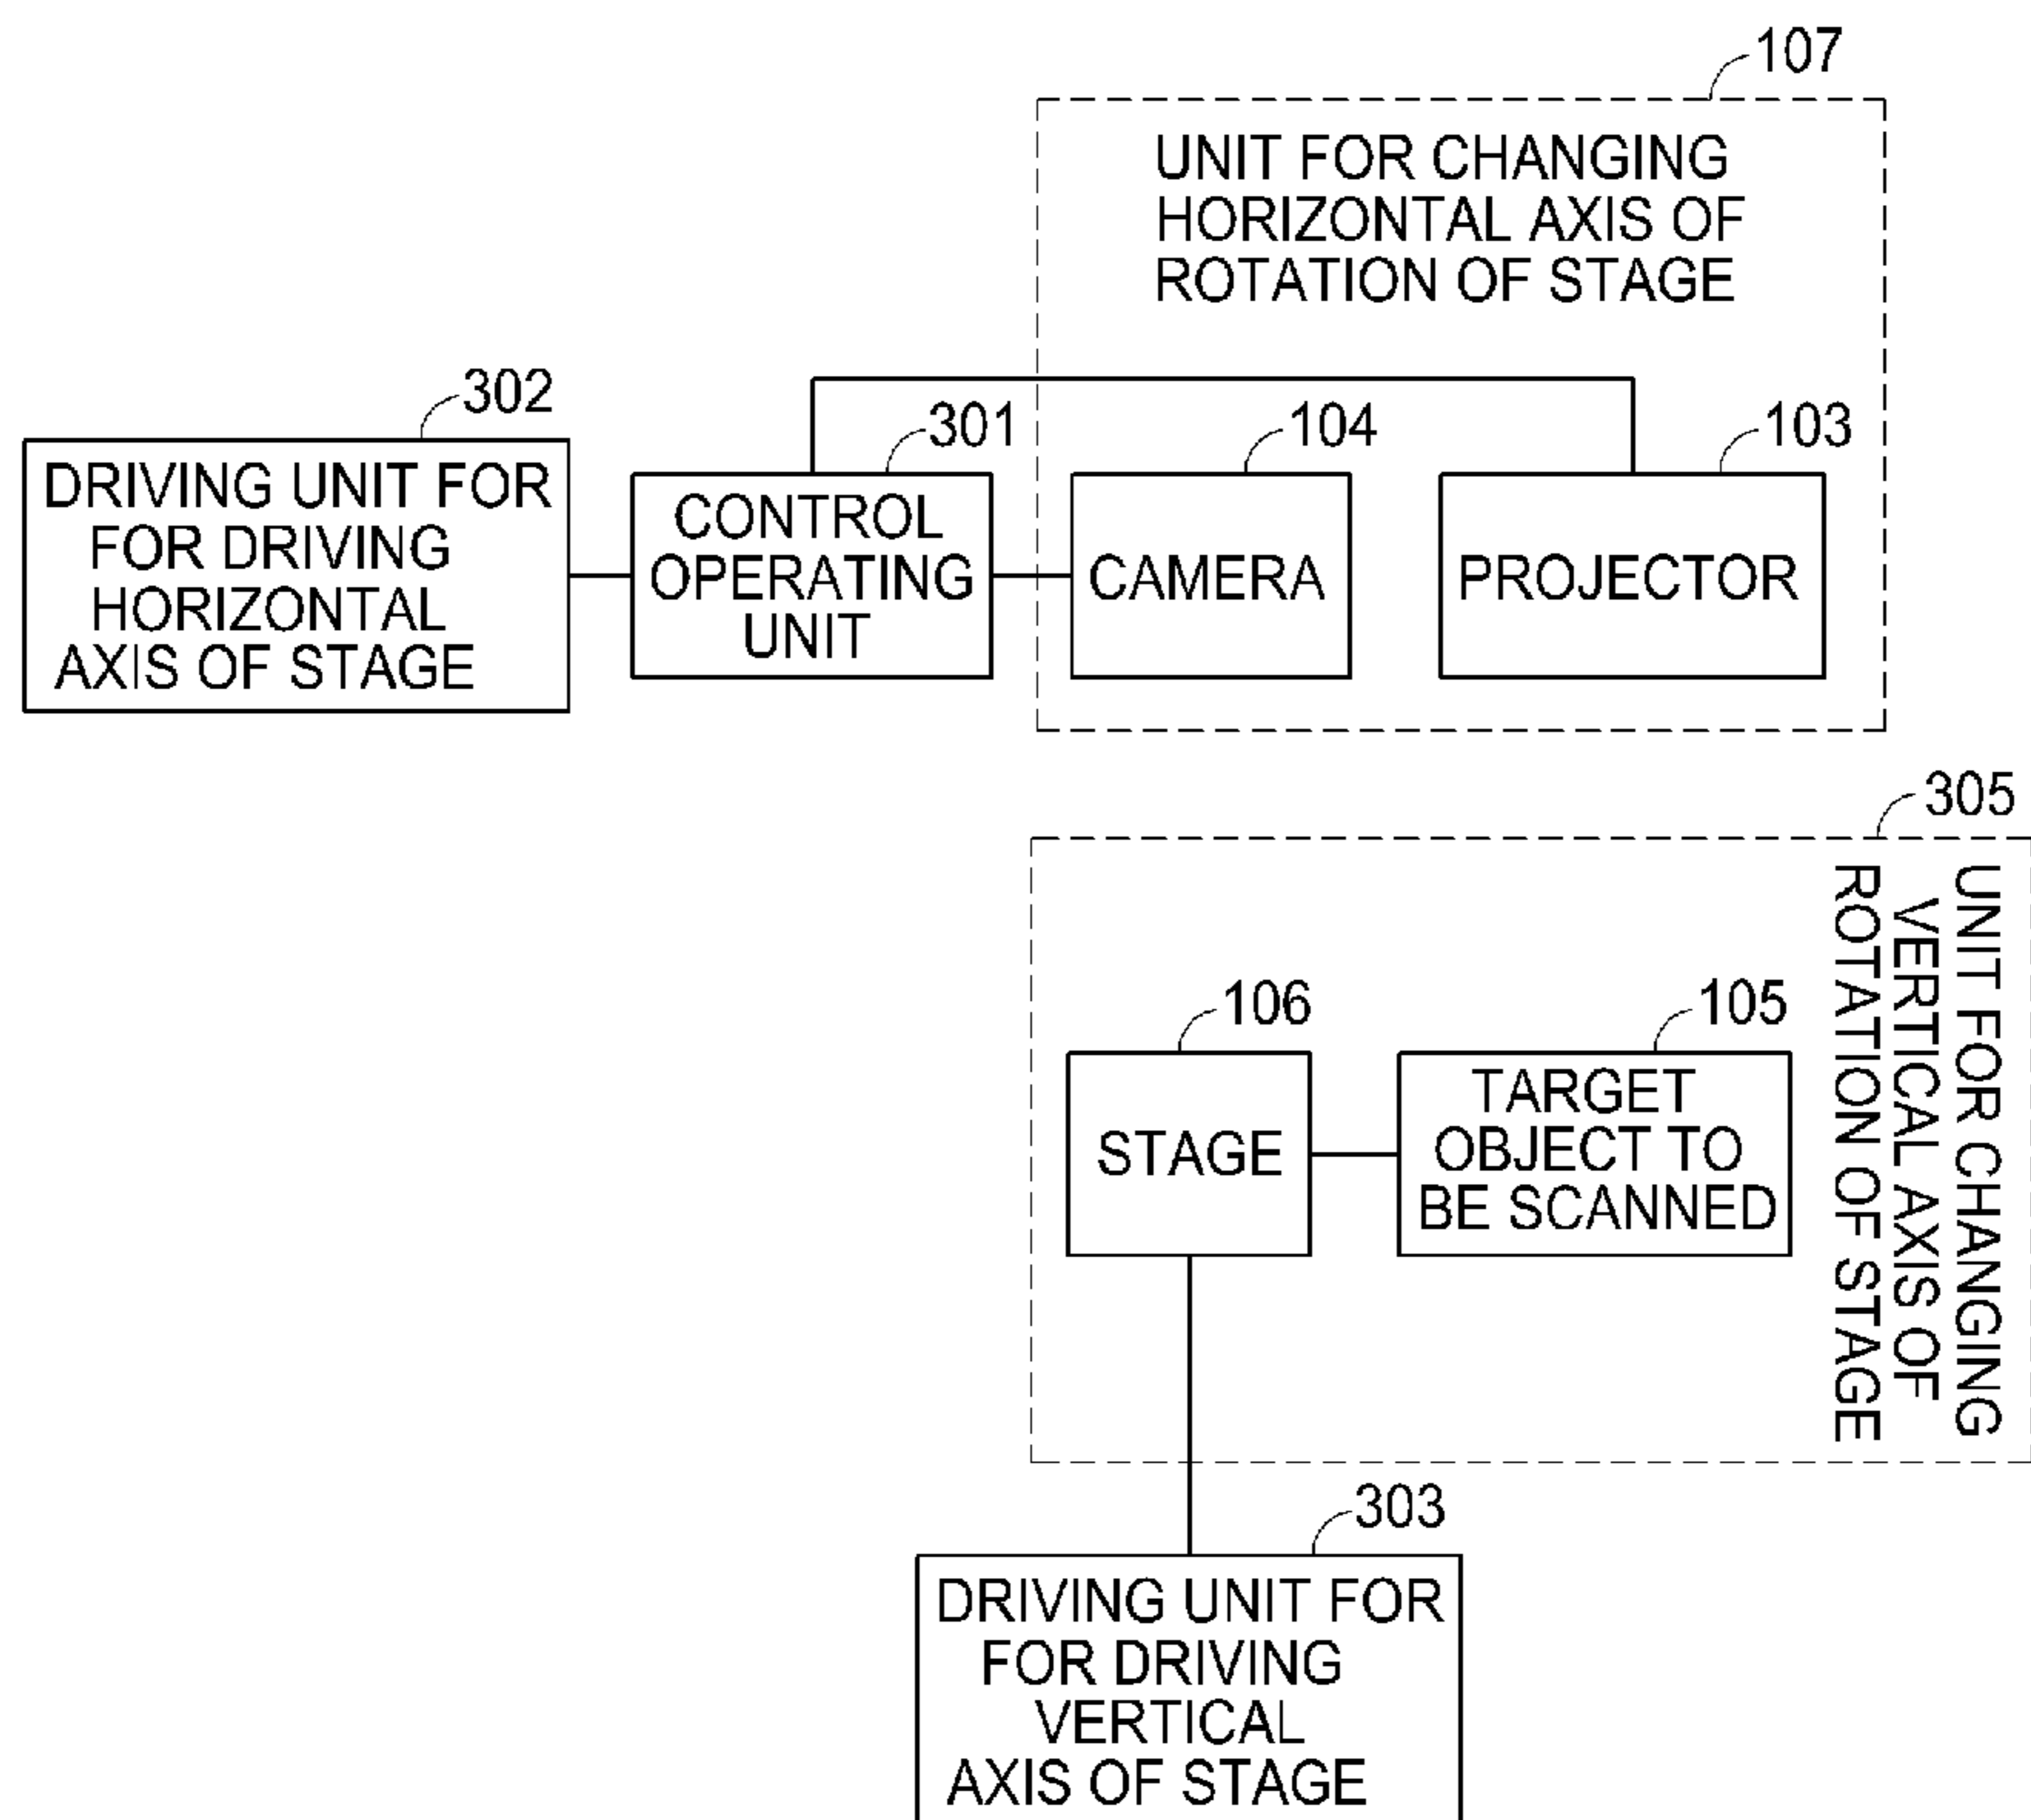 107
UNIT FOR CHANGING
HORIZONTAL AXIS OF
ROTATION OF STAGE
302
DRIVING UNIT FOR
FOR DRIVING
HORIZONTAL
AXIS OF STAGE
301
CONTROL
OPERATING
UNIT
104
CAMERA
103
PROJECTOR
305
UNIT FOR CHANGING
VERTICAL AXIS OF
ROTATION OF STAGE
106
STAGE
105
TARGET
OBJECT TO
BE SCANNED
303
DRIVING UNIT FOR
FOR DRIVING
VERTICAL
AXIS OF STAGE